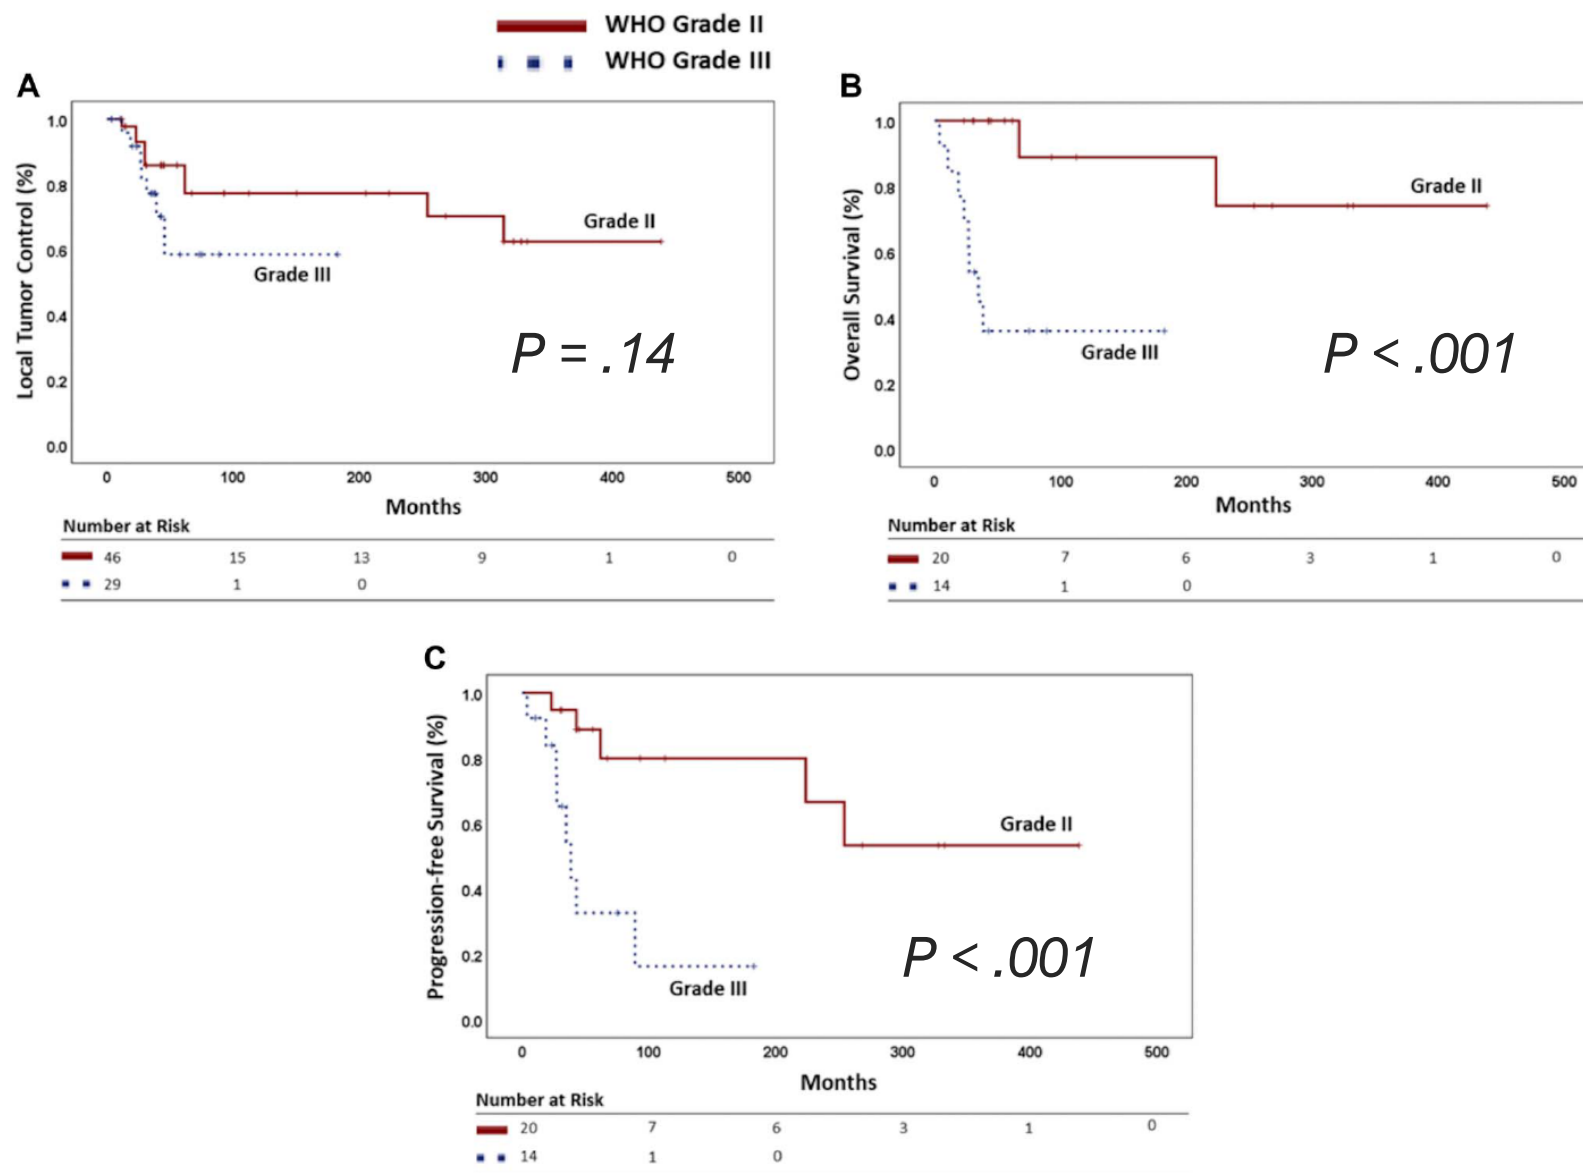 WHO Grade II
WHO Grade III
A
Local Tumor Control (%)
1.0
0.8
0.6
0.4
0.2
0.0
Grade II
Grade III
P = .14
0 100 200 300 400 500
Months
Number at Risk
46 15 13 9 1 0
29 1 0
B
Overall Survival (%)
1.0
0.8
0.6
0.4
0.2
0.0
Grade II
Grade III
P < .001
0 100 200 300 400 500
Months
Number at Risk
20 7 6 3 1 0
14 1 0
C
Progression-free Survival (%)
1.0
0.8
0.6
0.4
0.2
0.0
Grade II
Grade III
P < .001
0 100 200 300 400 500
Months
Number at Risk
20 7 6 3 1 0
14 1 0